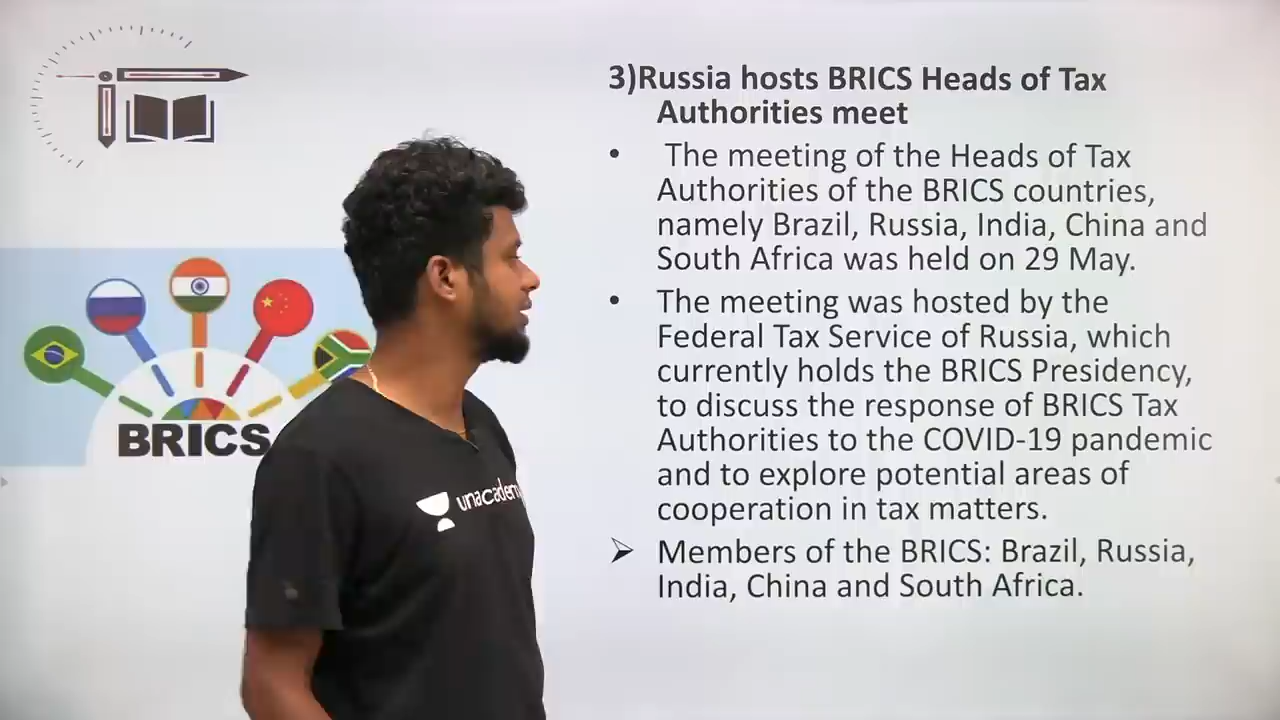 3)Russia hosts BRICS Heads of Tax
Authorities meet
• The meeting of the Heads of Tax
Authorities of the BRICS countries,
namely Brazil, Russia, India, China and
South Africa was held on 29 May.
• The meeting was hosted by the
Federal Tax Service of Russia, which
currently holds the BRICS Presidency,
to discuss the response of BRICS Tax
Authorities to the COVID-19 pandemic
and to explore potential areas of
cooperation in tax matters.
➢ Members of the BRICS: Brazil, Russia,
India, China and South Africa.
BRICS
unacadem